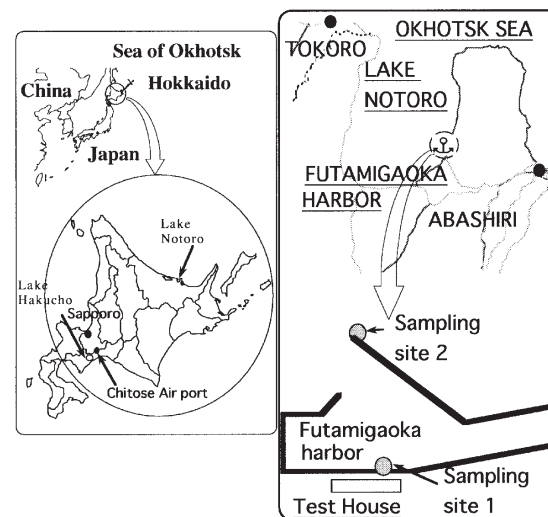 Sea of Okhotsk
China
Hokkaido
Japan
Lake
Notoro
Lake
Hakucho
Sapporo
Chitose Air port
OKHOTSK SEA
TOKORO
LAKE
NOTORO
FUTAMIGAOKA
HARBOR
ABASHIRI
Sampling
site 2
Futamigaoka
harbor
Sampling
site 1
Test House